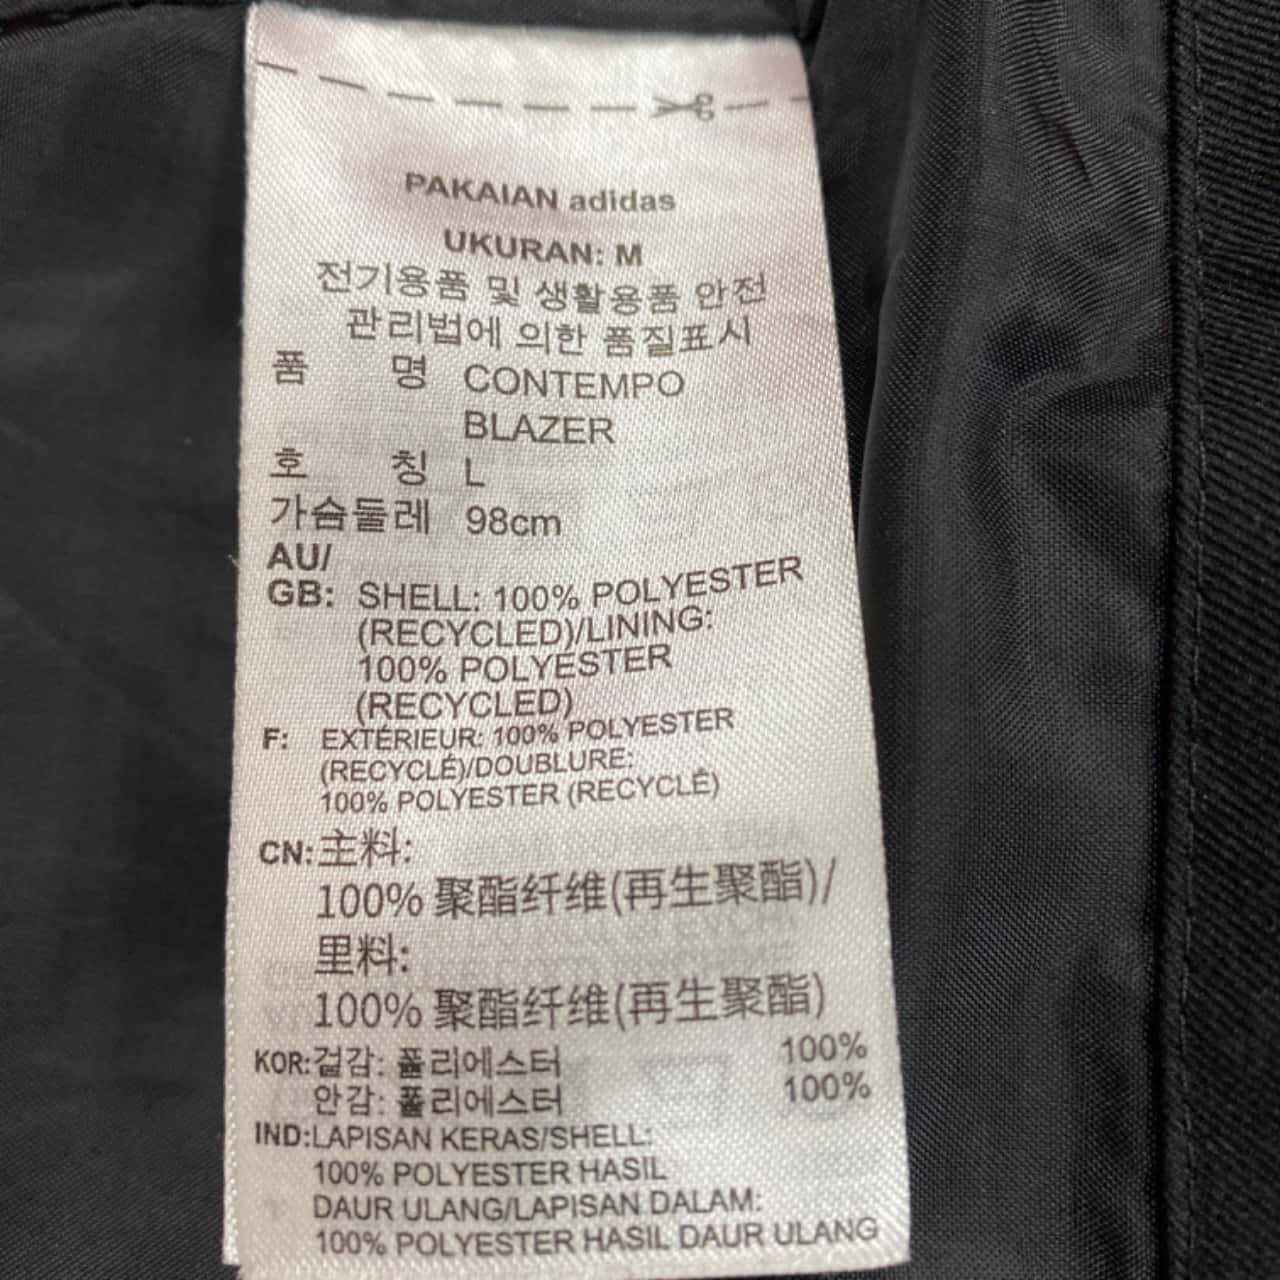 PAKAIAN adidas
UKURAN: M
전기용품 및 생활용품 안전
관리법에 의한 품질표시
품 명 CONTEMPO
BLAZER
호 칭 L
가슴둘레 98cm
AU/
GB: SHELL: 100% POLYESTER
(RECYCLED)/LINING:
100% POLYESTER
(RECYCLED)
F: EXTÉRIEUR: 100% POLYESTER
(RECYCLÉ)/DOUBLURE:
100% POLYESTER (RECYCLÉ)
CN: 主料:
100% 聚酯纤维(再生聚酯)/
里料:
100% 聚酯纤维(再生聚酯)
KOR: 겉감: 폴리에스터 100%
안감: 폴리에스터 100%
IND: LAPISAN KERAS/SHELL:
100% POLYESTER HASIL
DAUR ULANG/LAPISAN DALAM:
100% POLYESTER HASIL DAUR ULANG